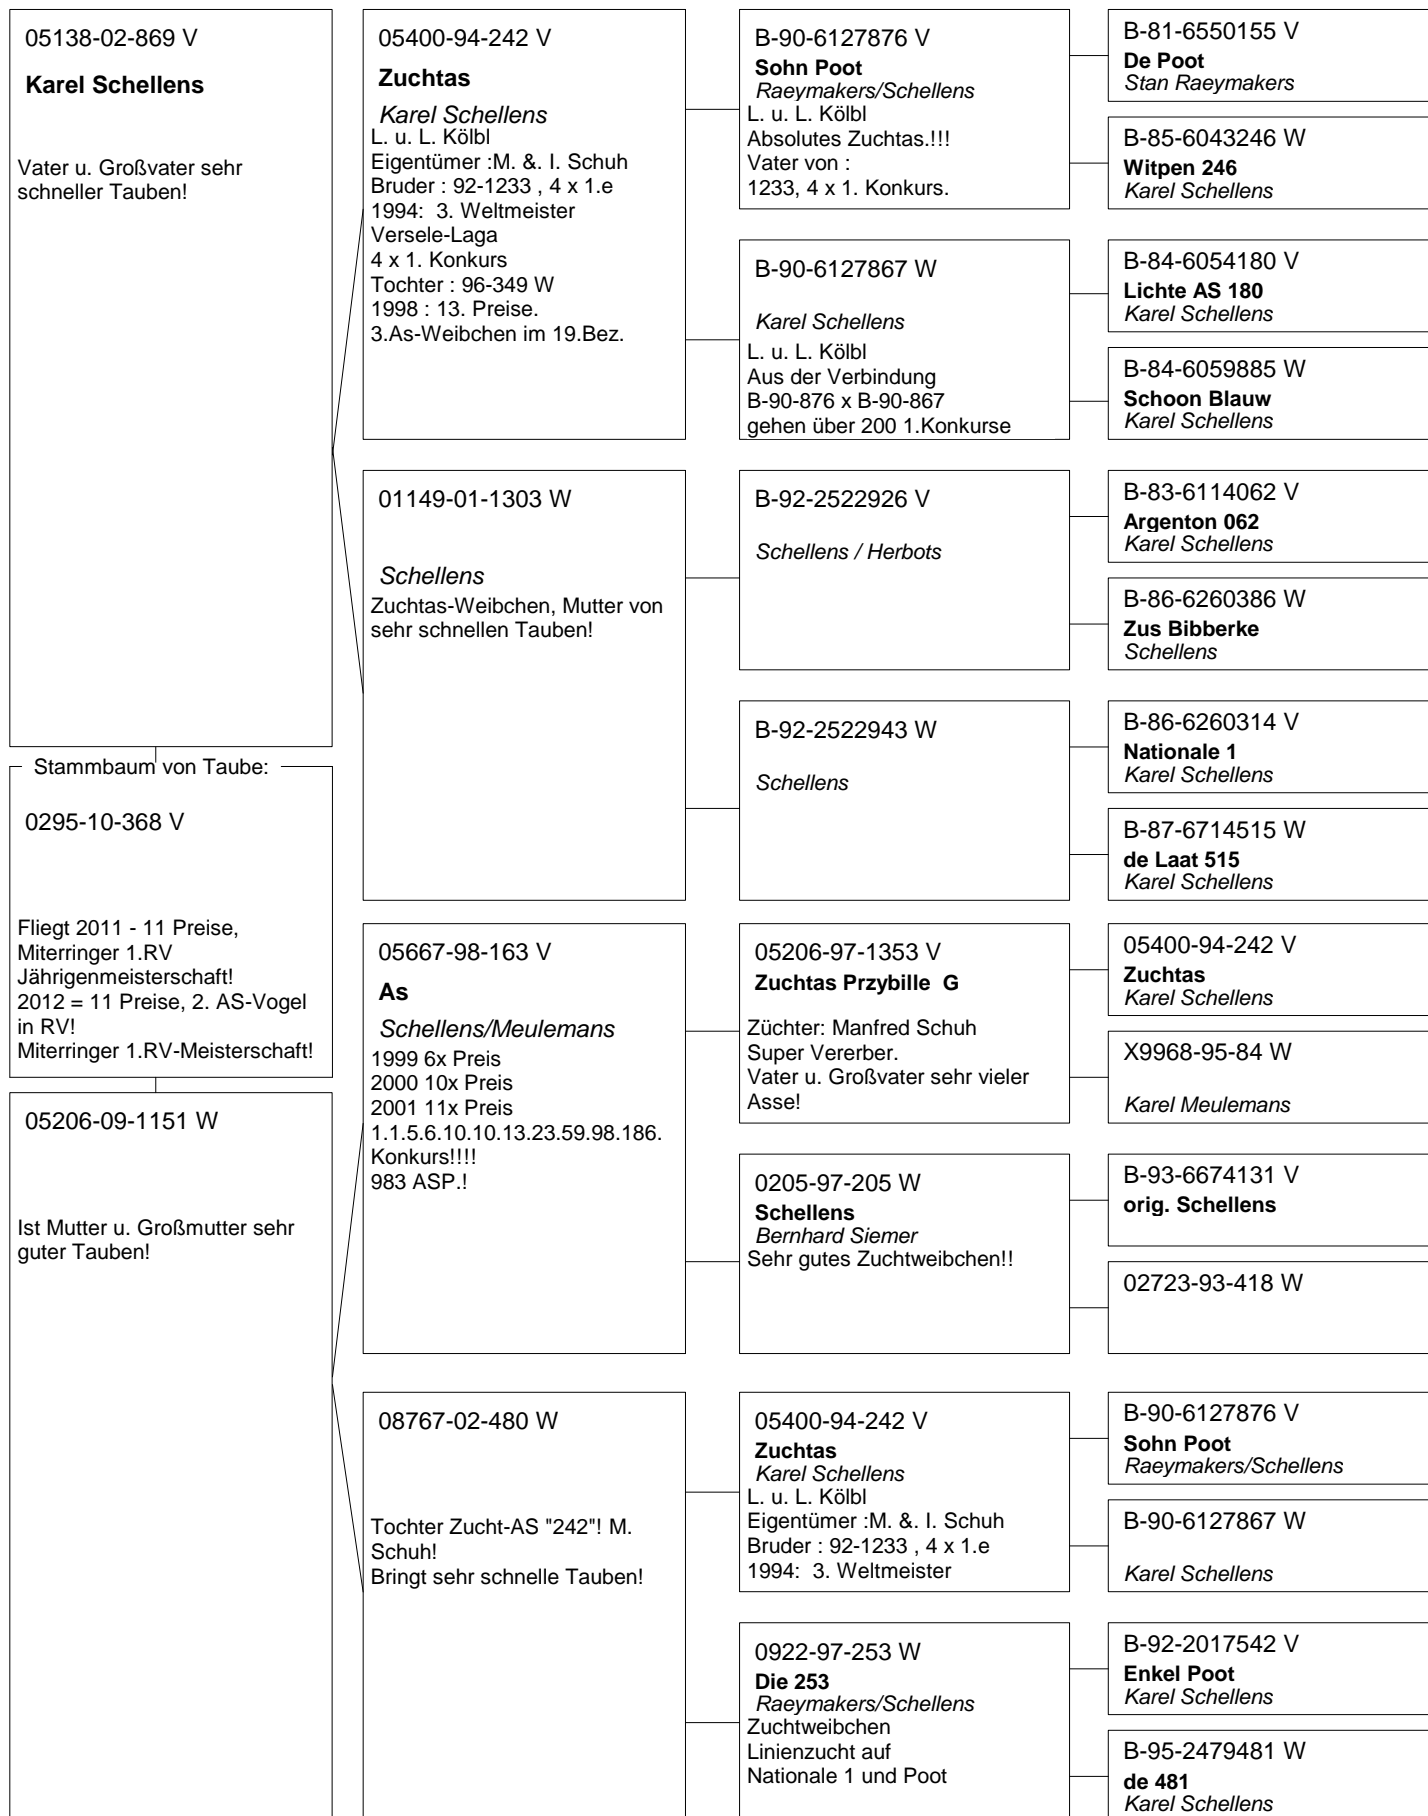 05138-02-869 V
Karel Schellens
Vater u. Großvater sehr
schneller Tauben!
Stammbaum von Taube:
0295-10-368 V
Fliegt 2011 - 11 Preise,
Miterringer 1.RV
Jährigenmeisterschaft!
2012 = 11 Preise, 2. AS-Vogel
in RV!
Miterringer 1.RV-Meisterschaft!
05206-09-1151 W
Ist Mutter u. Großmutter sehr
guter Tauben!
05400-94-242 V
Zuchtas
Karel Schellens
L. u. L. Kölbl
Eigentümer :M. &. I. Schuh
Bruder : 92-1233 , 4 x 1.e
1994:  3. Weltmeister
Versele-Laga
4 x 1. Konkurs
Tochter : 96-349 W
1998 : 13. Preise.
3.As-Weibchen im 19.Bez.
01149-01-1303 W
Schellens
Zuchtas-Weibchen, Mutter von
sehr schnellen Tauben!
05667-98-163 V
As
Schellens/Meulemans
1999 6x Preis
2000 10x Preis
2001 11x Preis
1.1.5.6.10.10.13.23.59.98.186.
Konkurs!!!!
983 ASP.!
08767-02-480 W
Tochter Zucht-AS "242"! M.
Schuh!
Bringt sehr schnelle Tauben!
B-90-6127876 V
Sohn Poot
Raeymakers/Schellens
L. u. L. Kölbl
Absolutes Zuchtas.!!!
Vater von :
1233, 4 x 1. Konkurs.
B-90-6127867 W
Karel Schellens
L. u. L. Kölbl
Aus der Verbindung
B-90-876 x B-90-867
gehen über 200 1.Konkurse
B-92-2522926 V
Schellens / Herbots
B-92-2522943 W
Schellens
05206-97-1353 V
Zuchtas Przybille  G
Züchter: Manfred Schuh
Super Vererber.
Vater u. Großvater sehr vieler
Asse!
0205-97-205 W
Schellens
Bernhard Siemer
Sehr gutes Zuchtweibchen!!
05400-94-242 V
Zuchtas
Karel Schellens
L. u. L. Kölbl
Eigentümer :M. &. I. Schuh
Bruder : 92-1233 , 4 x 1.e
1994:  3. Weltmeister
0922-97-253 W
Die 253
Raeymakers/Schellens
Zuchtweibchen
Linienzucht auf
Nationale 1 und Poot
B-81-6550155 V
De Poot
Stan Raeymakers
B-85-6043246 W
Witpen 246
Karel Schellens
B-84-6054180 V
Lichte AS 180
Karel Schellens
B-84-6059885 W
Schoon Blauw
Karel Schellens
B-83-6114062 V
Argenton 062
Karel Schellens
B-86-6260386 W
Zus Bibberke
Schellens
B-86-6260314 V
Nationale 1
Karel Schellens
B-87-6714515 W
de Laat 515
Karel Schellens
05400-94-242 V
Zuchtas
Karel Schellens
X9968-95-84 W
Karel Meulemans
B-93-6674131 V
orig. Schellens
02723-93-418 W
B-90-6127876 V
Sohn Poot
Raeymakers/Schellens
B-90-6127867 W
Karel Schellens
B-92-2017542 V
Enkel Poot
Karel Schellens
B-95-2479481 W
de 481
Karel Schellens